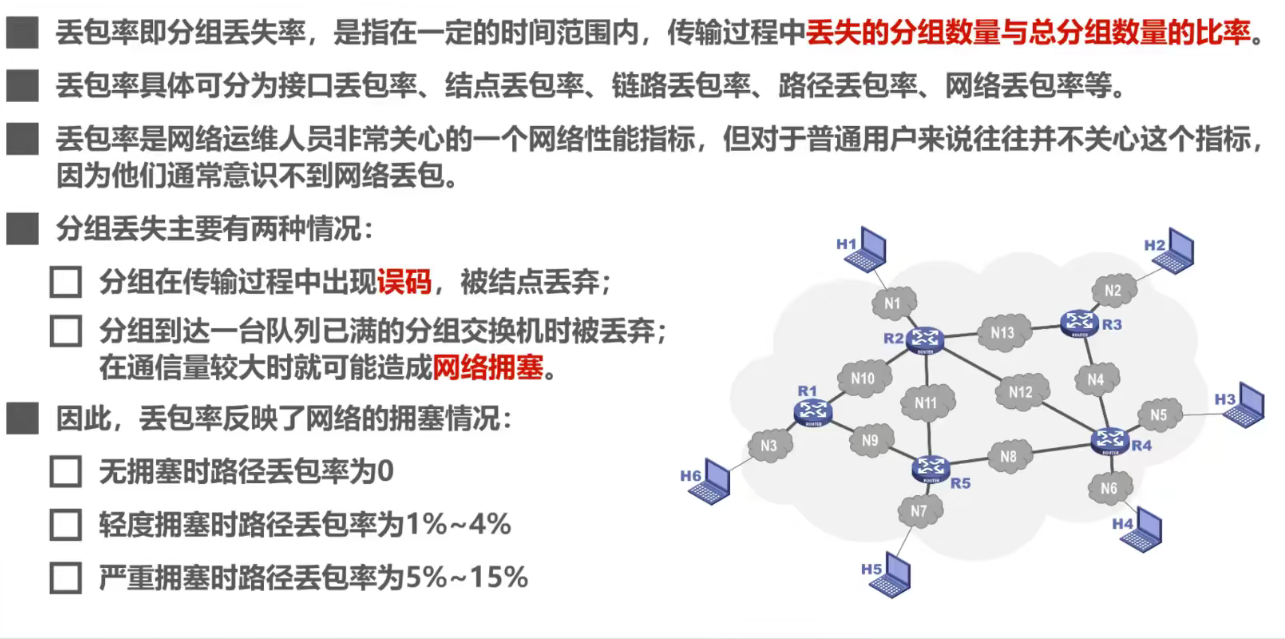 丢包率即分组丢失率，是指在一定的时间范围内，传输过程中丢失的分组数量与总分组数量的比率。
丢包率具体可分为接口丢包率、结点丢包率、链路丢包率、路径丢包率、网络丢包率等。
丢包率是网络运维人员非常关心的一个网络性能指标，但对于普通用户来说往往并不关心这个指标，
因为他们通常意识不到网络丢包。
分组丢失主要有两种情况：
分组在传输过程中出现误码，被结点丢弃；
分组到达一台队列已满的分组交换机时被丢弃；
在通信量较大时就可能造成网络拥塞。
因此，丢包率反映了网络的拥塞情况：
无拥塞时路径丢包率为0
轻度拥塞时路径丢包率为1%~4%
严重拥塞时路径丢包率为5%~15%
H1
H2
N1
N2
R2
ROUTER
N13
R3
ROUTER
N10
N12
N4
R1
ROUTER
N11
H3
N5
N3
N9
N8
R4
ROUTER
H6
R5
ROUTER
N6
N7
H4
H5